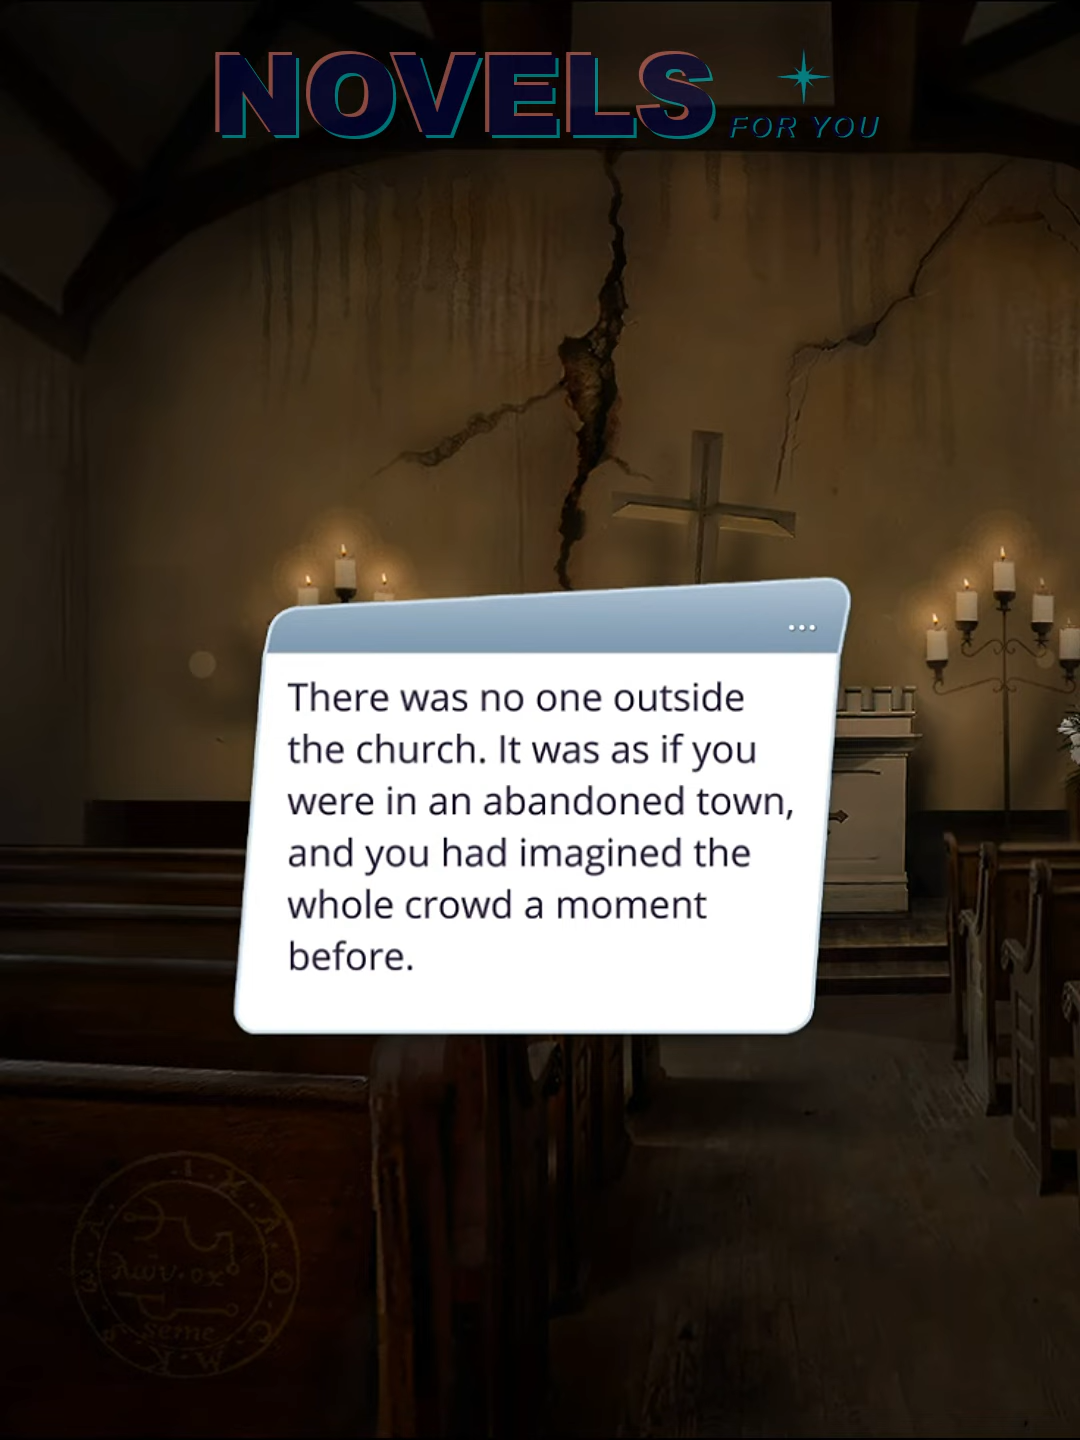 NOVELS
FOR YOU
There was no one outside
the church. It was as if you
were in an abandoned town,
and you had imagined the
whole crowd a moment
before.